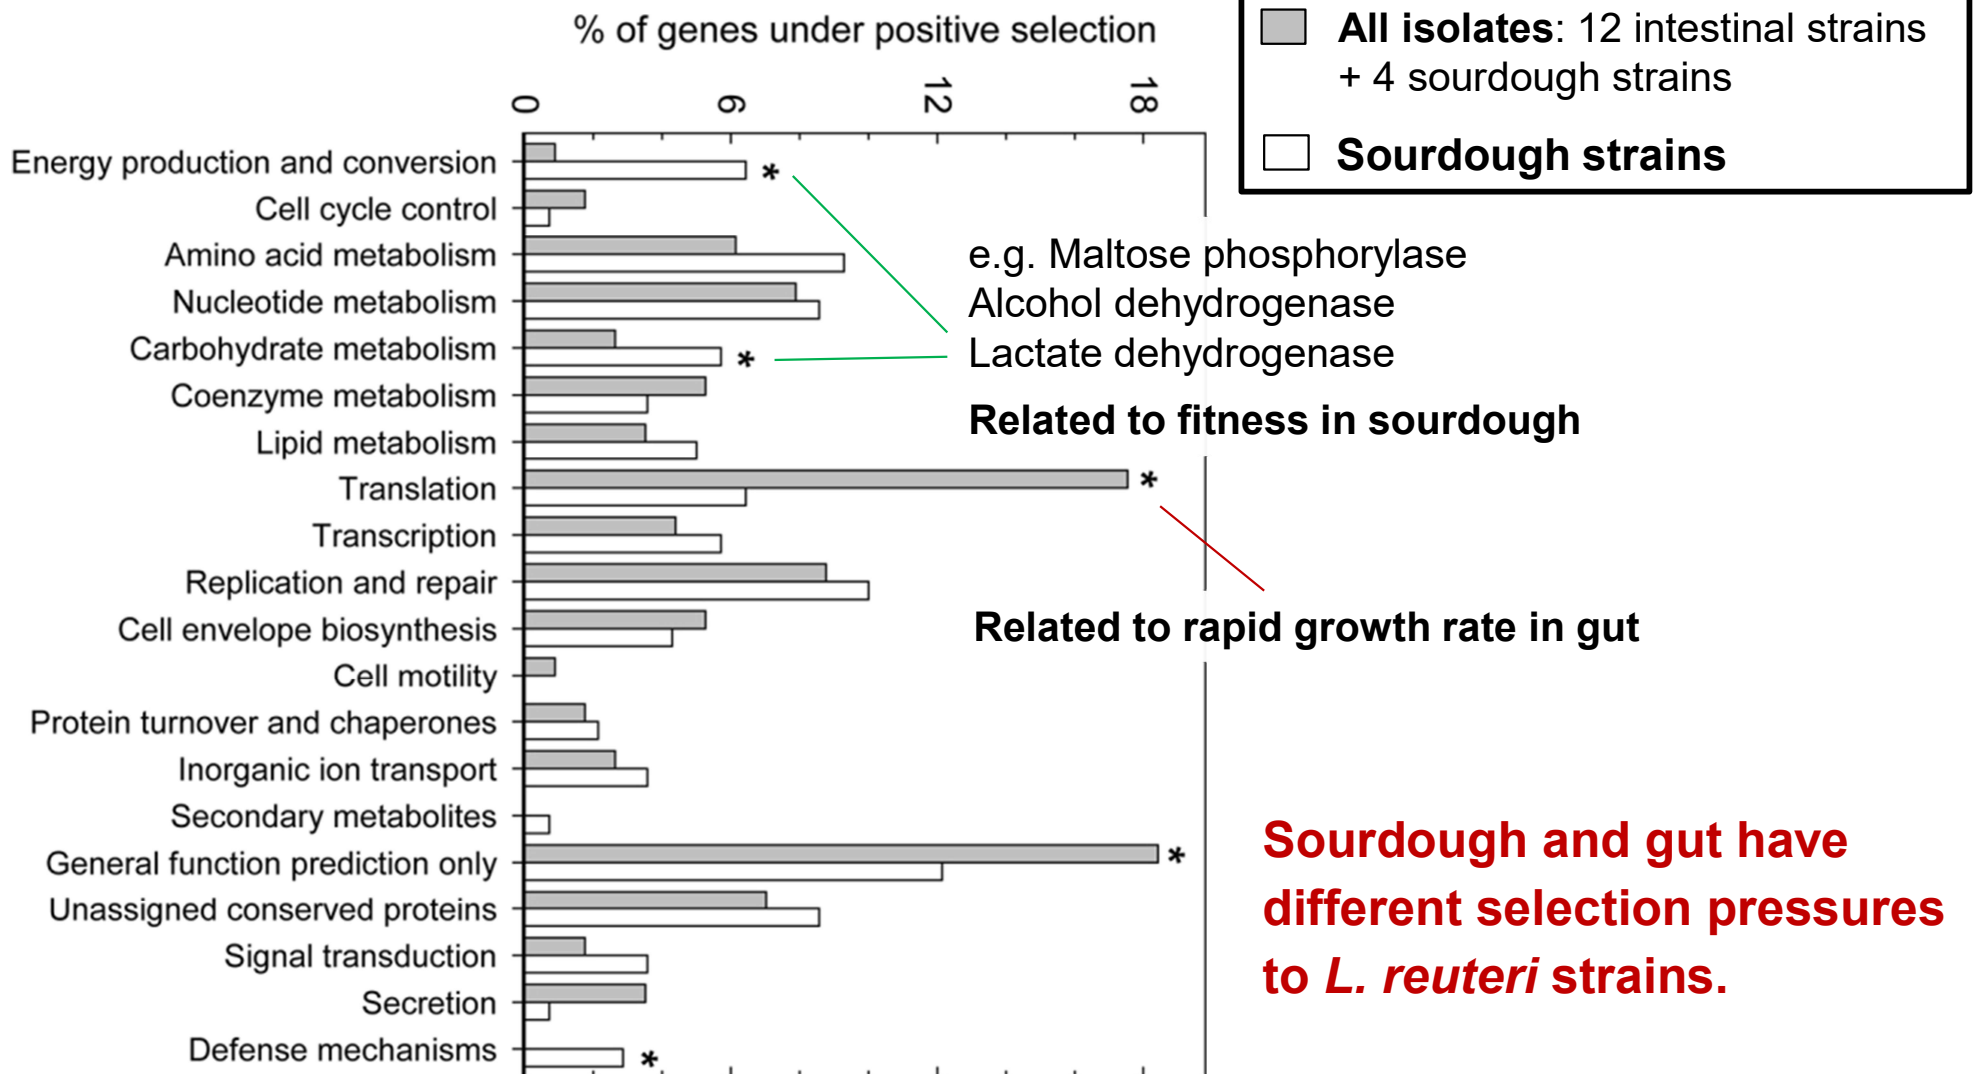 % of genes under positive selection
0 6 12 18
All isolates: 12 intestinal strains
+ 4 sourdough strains
Sourdough strains
Energy production and conversion *
Cell cycle control
Amino acid metabolism
Nucleotide metabolism
Carbohydrate metabolism *
Coenzyme metabolism
Lipid metabolism
Translation *
Transcription
Replication and repair
Cell envelope biosynthesis
Cell motility
Protein turnover and chaperones
Inorganic ion transport
Secondary metabolites
General function prediction only *
Unassigned conserved proteins
Signal transduction
Secretion
Defense mechanisms *
e.g. Maltose phosphorylase
Alcohol dehydrogenase
Lactate dehydrogenase
Related to fitness in sourdough
Related to rapid growth rate in gut
Sourdough and gut have
different selection pressures
to L. reuteri strains.